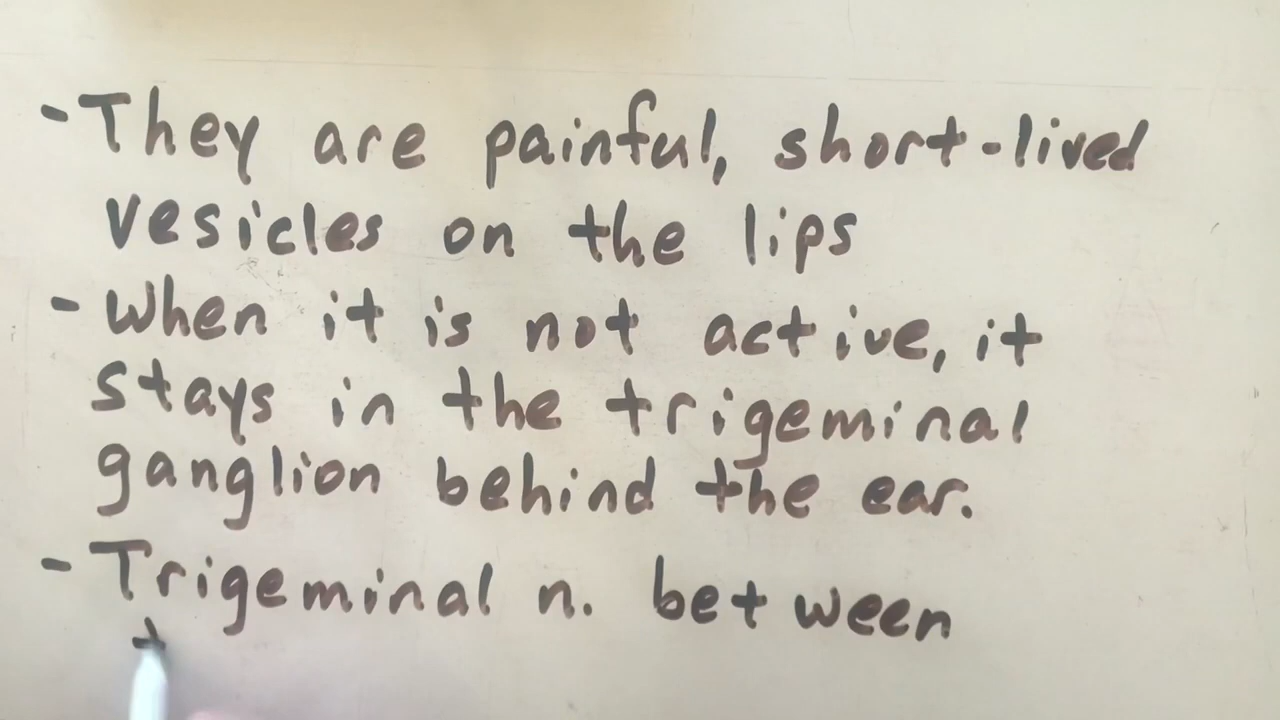 - They are painful, short-lived
vesicles on the lips
- When it is not active, it
stays in the trigeminal
ganglion behind the ear.
- Trigeminal n. between
t